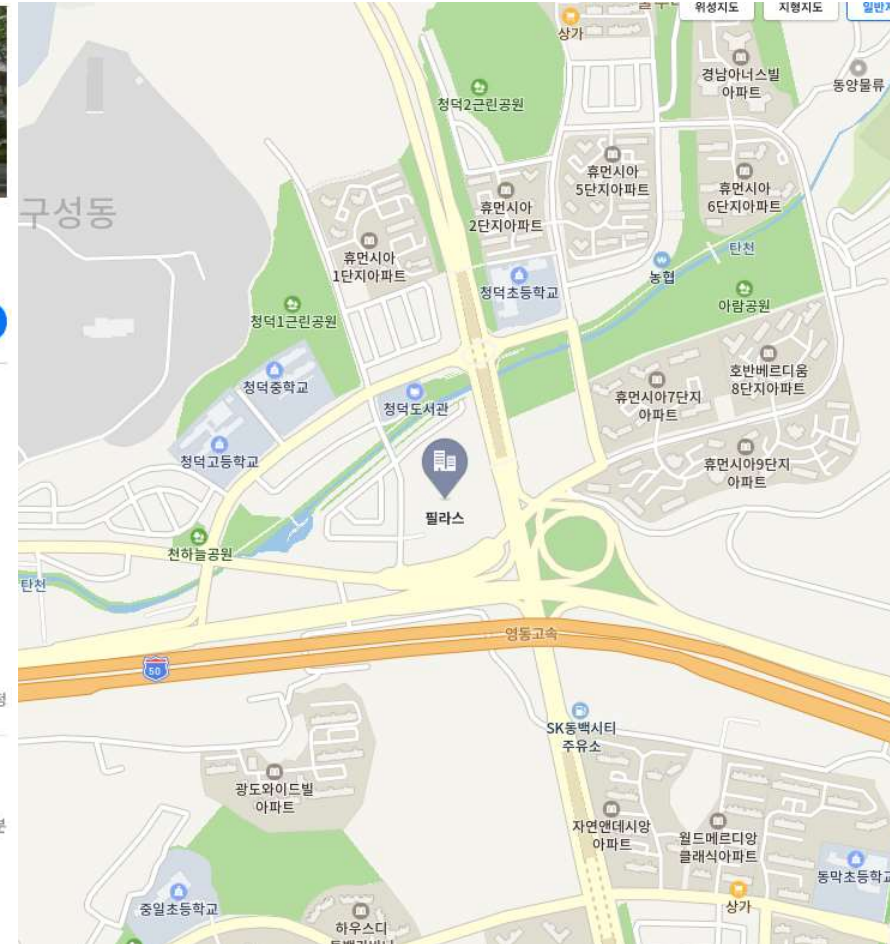 위성지도
지형지도
상가
경남아너스빌
아파트
동양물류
청덕2근린공원
휴먼시아
5단지아파트
휴먼시아
6단지아파트
휴먼시아
2단지아파트
구성동
휴먼시아
1단지아파트
탄천
농협
청덕초등학교
아람공원
청덕1근린공원
호반베르디움
8단지아파트
청덕중학교
휴먼시아7단지
아파트
청덕도서관
청덕고등학교
휴먼시아9단지
아파트
필라스
천하늘공원
탄천
영동고속
50
SK동백시티
주유소
광도와이드빌
아파트
자연앤데시앙
아파트
월드메르디앙
클래식아파트
동막초등학교
중일초등학교
상가
하우스디